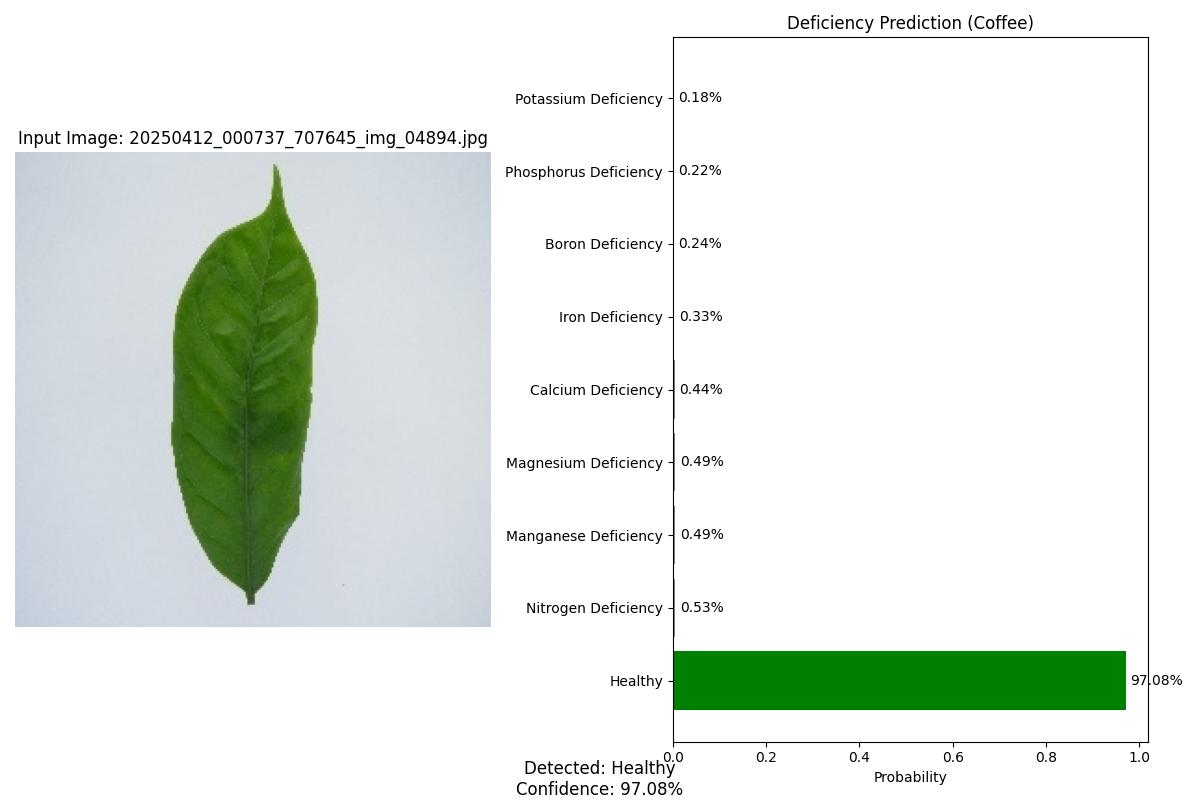 Input Image: 20250412_000737_707645_img_04894.jpg
Deficiency Prediction (Coffee)
Potassium Deficiency 0.18%
Phosphorus Deficiency 0.22%
Boron Deficiency 0.24%
Iron Deficiency 0.33%
Calcium Deficiency 0.44%
Magnesium Deficiency 0.49%
Manganese Deficiency 0.49%
Nitrogen Deficiency 0.53%
Healthy 97.08%
0.0 0.2 0.4 0.6 0.8 1.0
Probability
Detected: Healthy
Confidence: 97.08%